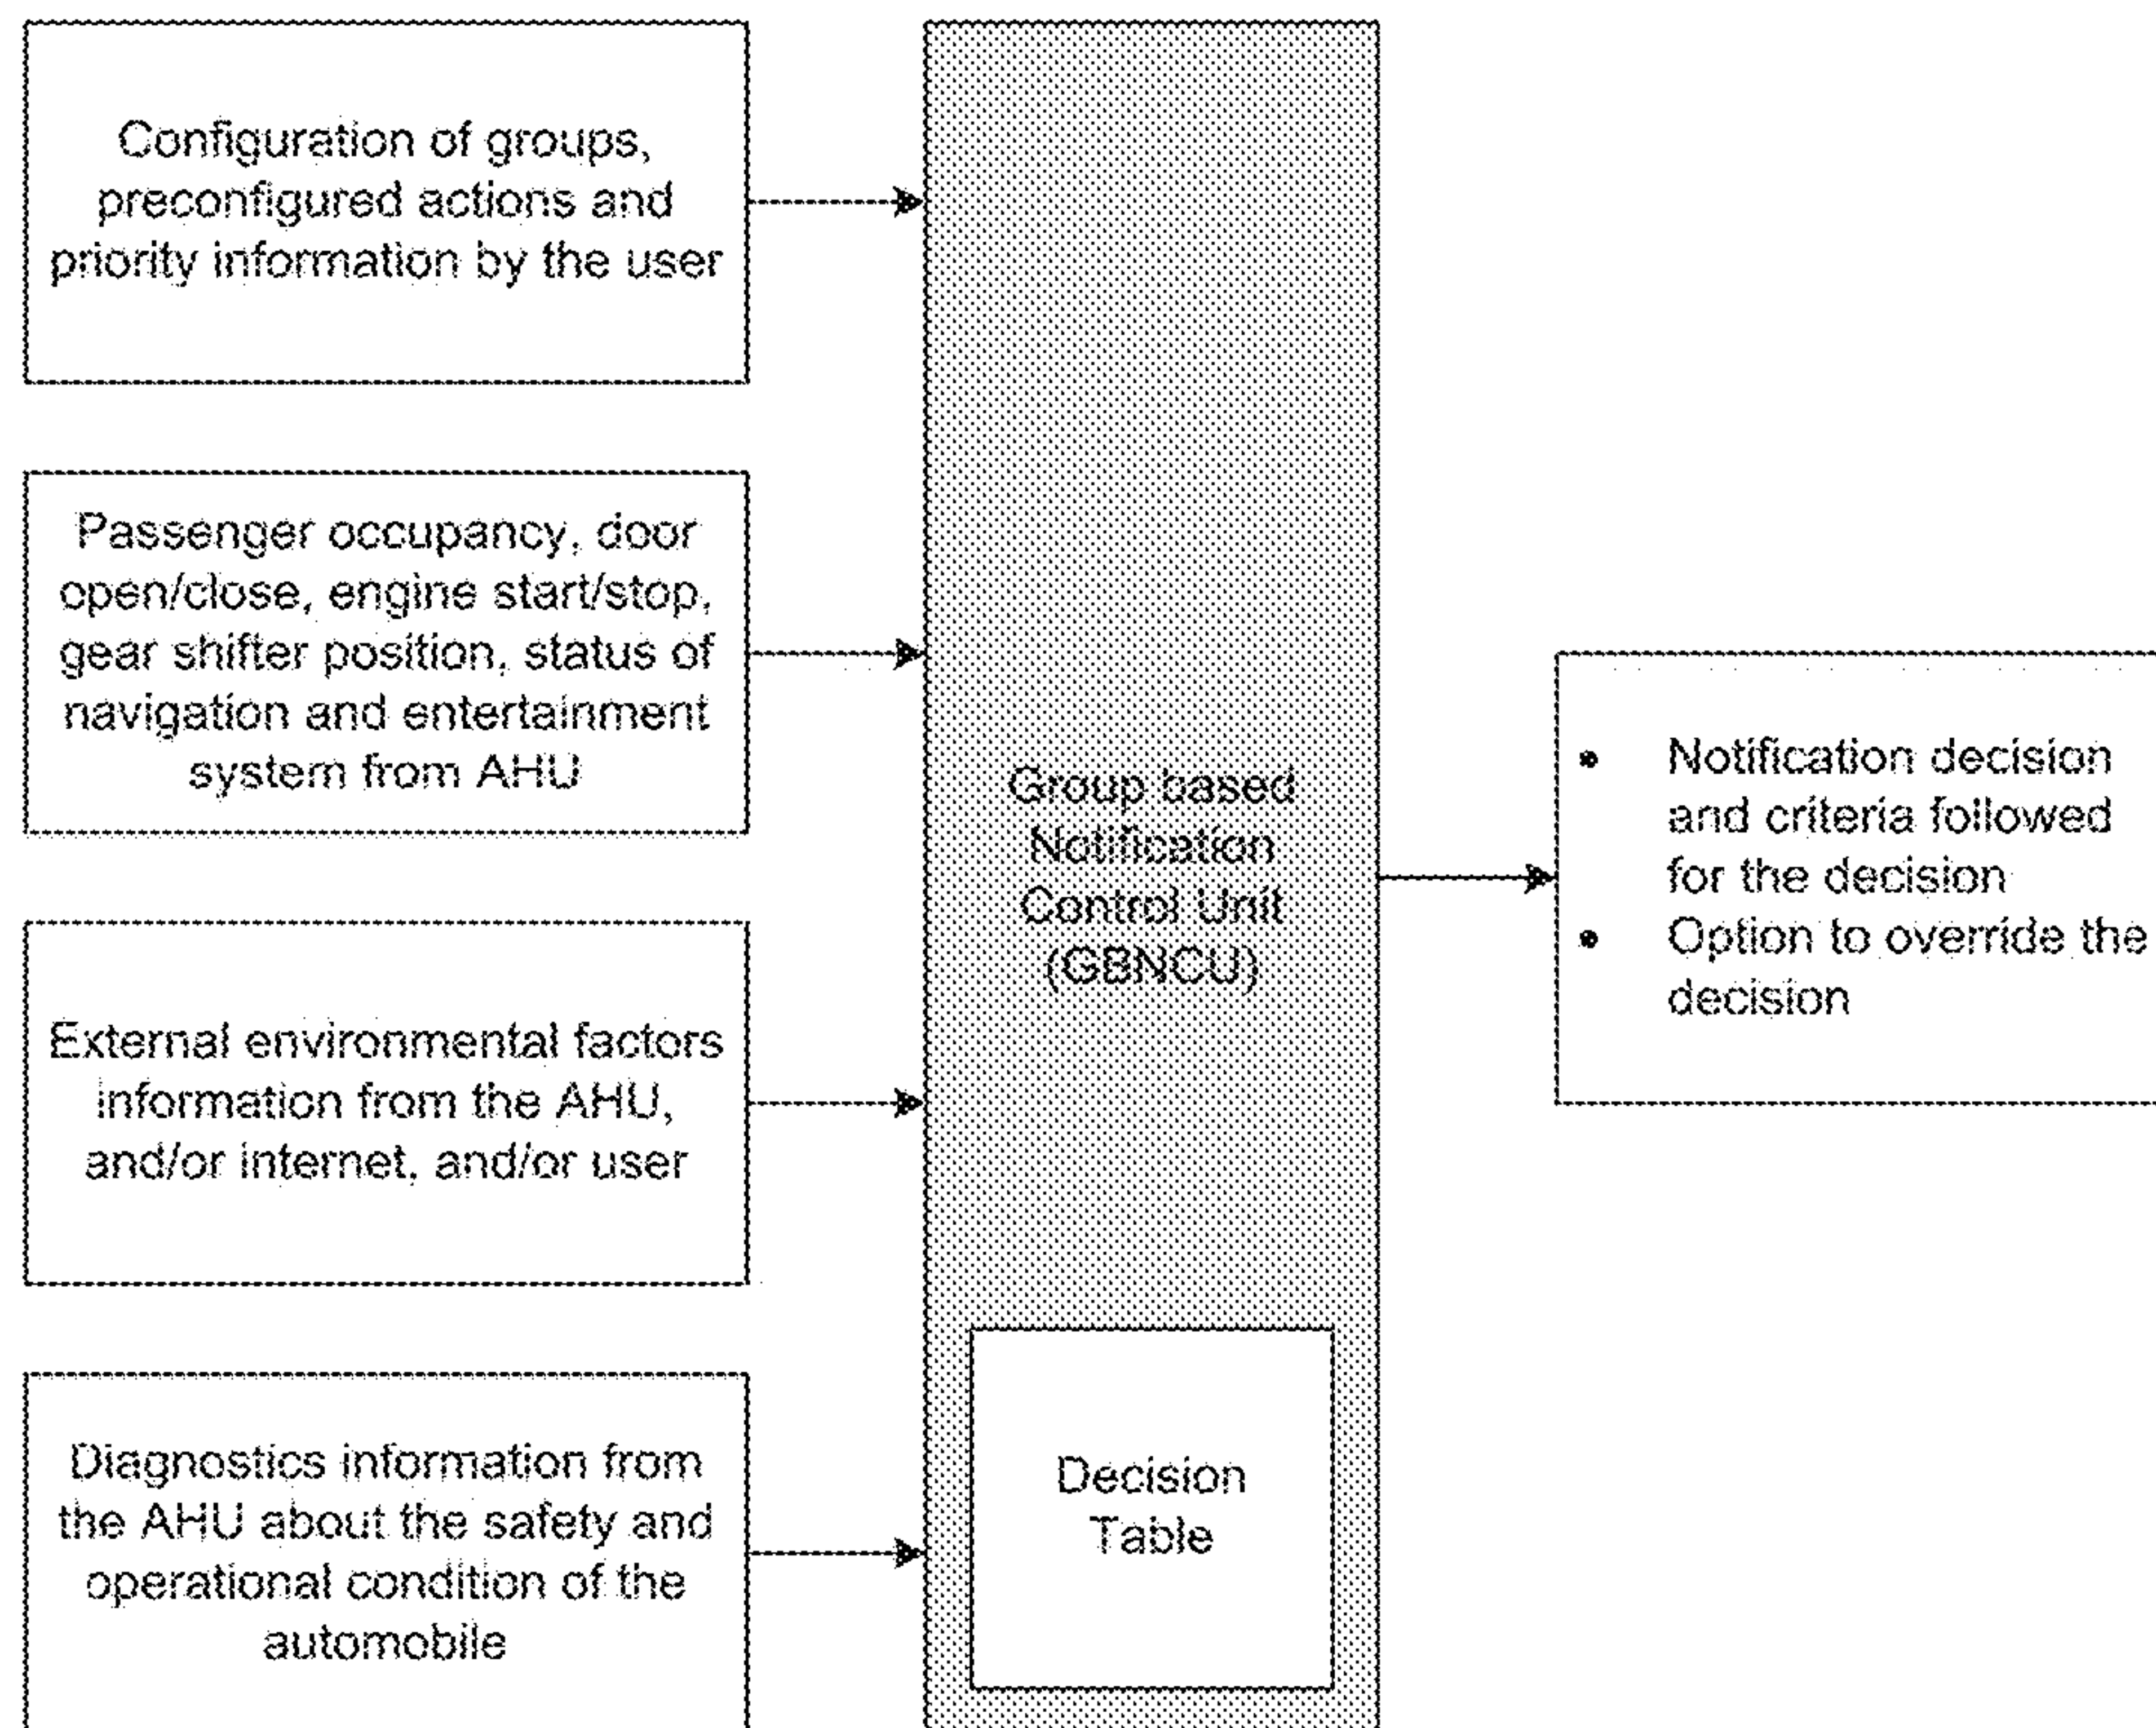 Configuration of groups,
preconfigured actions and
priority information by the user
Passenger occupancy, door
open/close, engine start/stop,
gear shifter position, status of
navigation and entertainment
system from AHU
External environmental factors
information from the AHU,
and/or internet, and/or user
Diagnostics information from
the AHU about the safety and
operational condition of the
automobile
Group based
Notification
Control Unit
(GBNCU)
Decision
Table
• Notification decision
and criteria followed
for the decision
• Option to override the
decision